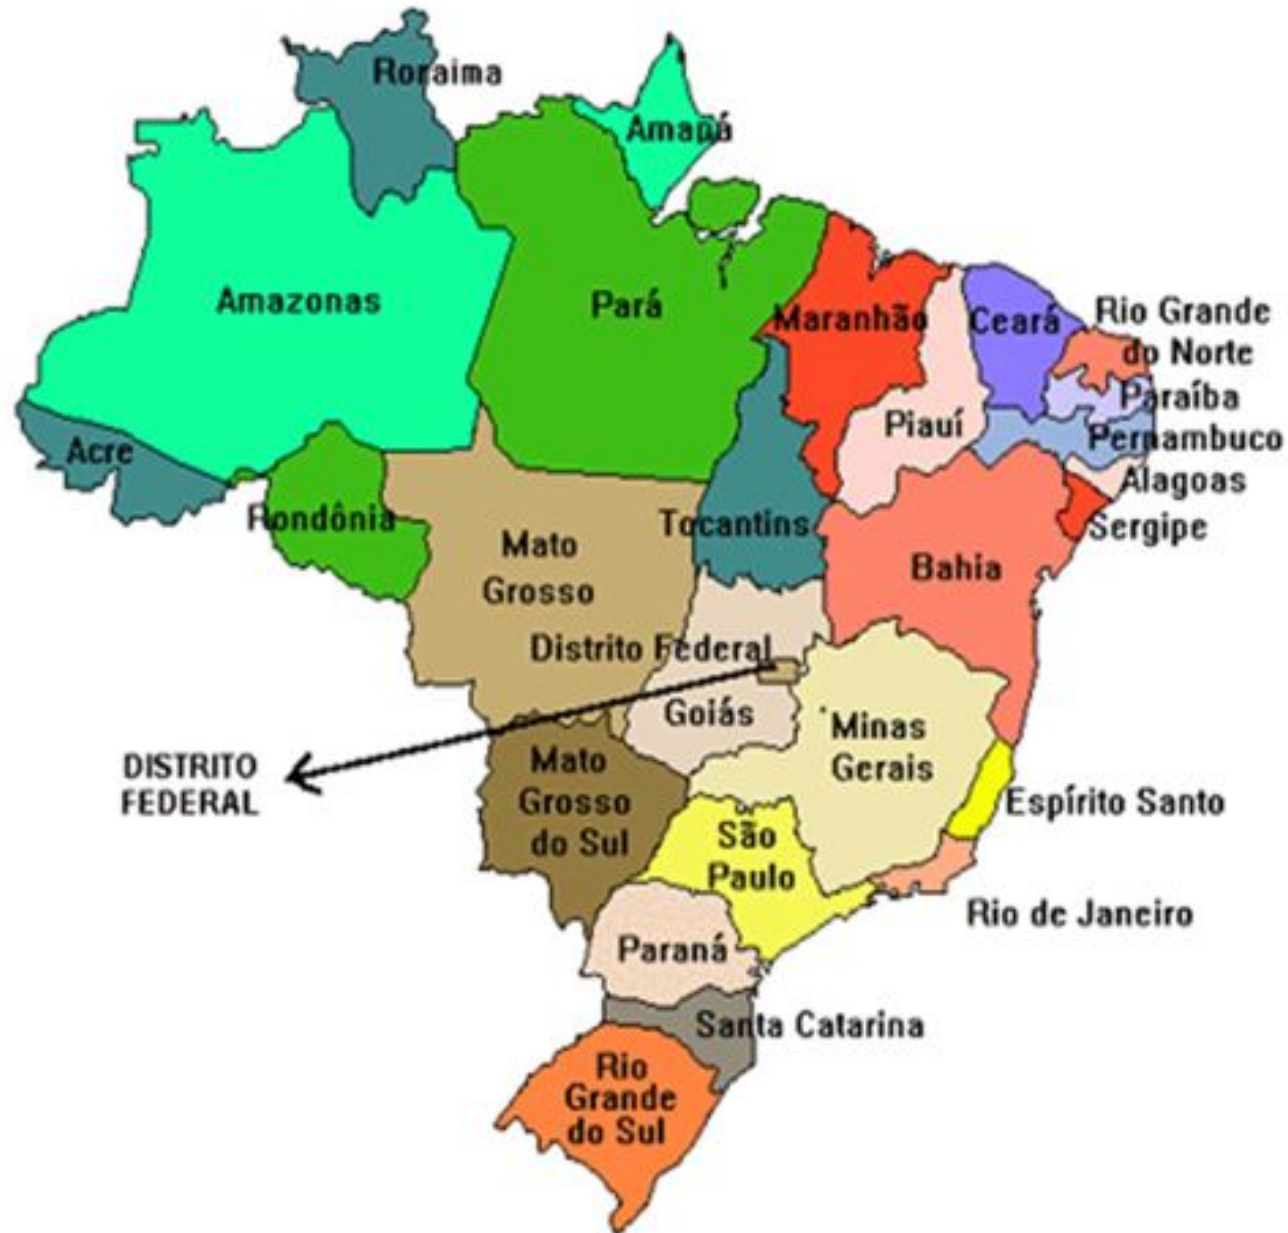 Roraima
Amapá
Amazonas
Pará
Maranhão
Ceará
Rio Grande
do Norte
Paraíba
Piauí
Pernambuco
Acre
Alagoas
Rondônia
Tocantins
Sergipe
Mato
Grosso
Bahia
Distrito Federal
Goiás
Minas
Gerais
DISTRITO
FEDERAL
Mato
Grosso
do Sul
Espírito Santo
São
Paulo
Rio de Janeiro
Paraná
Santa Catarina
Rio
Grande
do Sul